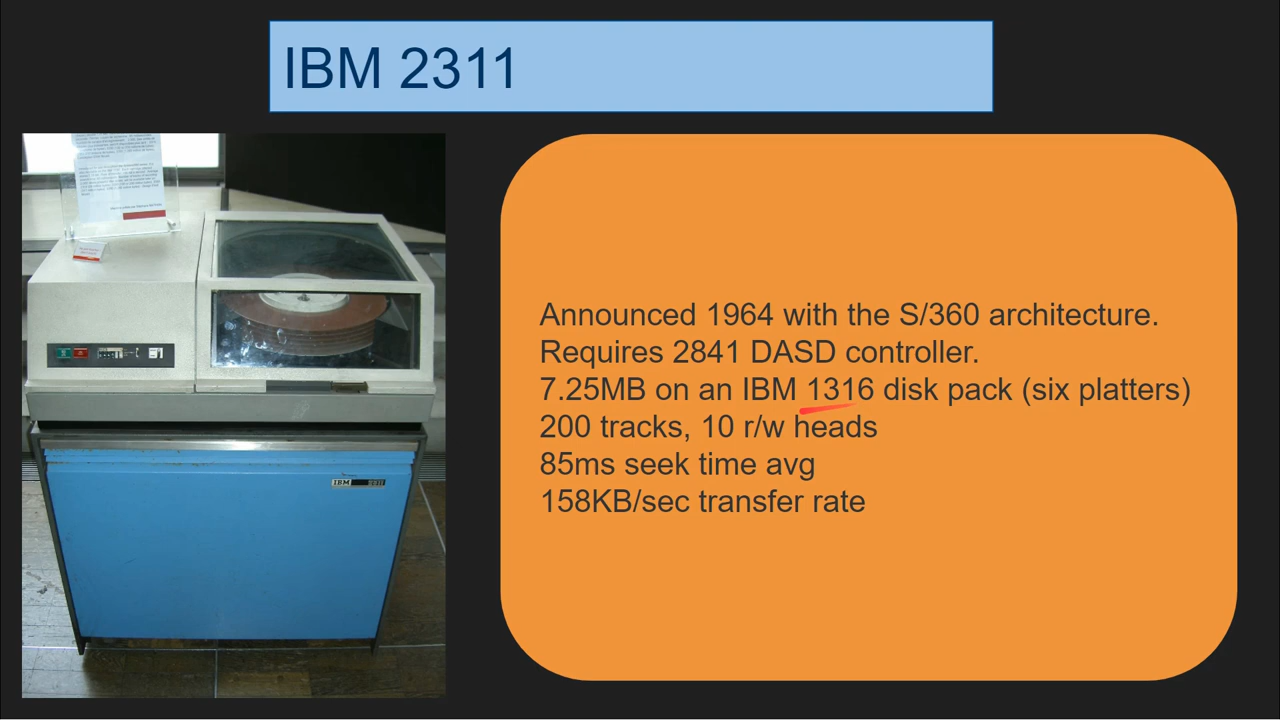 IBM 2311
Announced 1964 with the S/360 architecture.
Requires 2841 DASD controller.
7.25MB on an IBM 1316 disk pack (six platters)
200 tracks, 10 r/w heads
85ms seek time avg
158KB/sec transfer rate
IBM